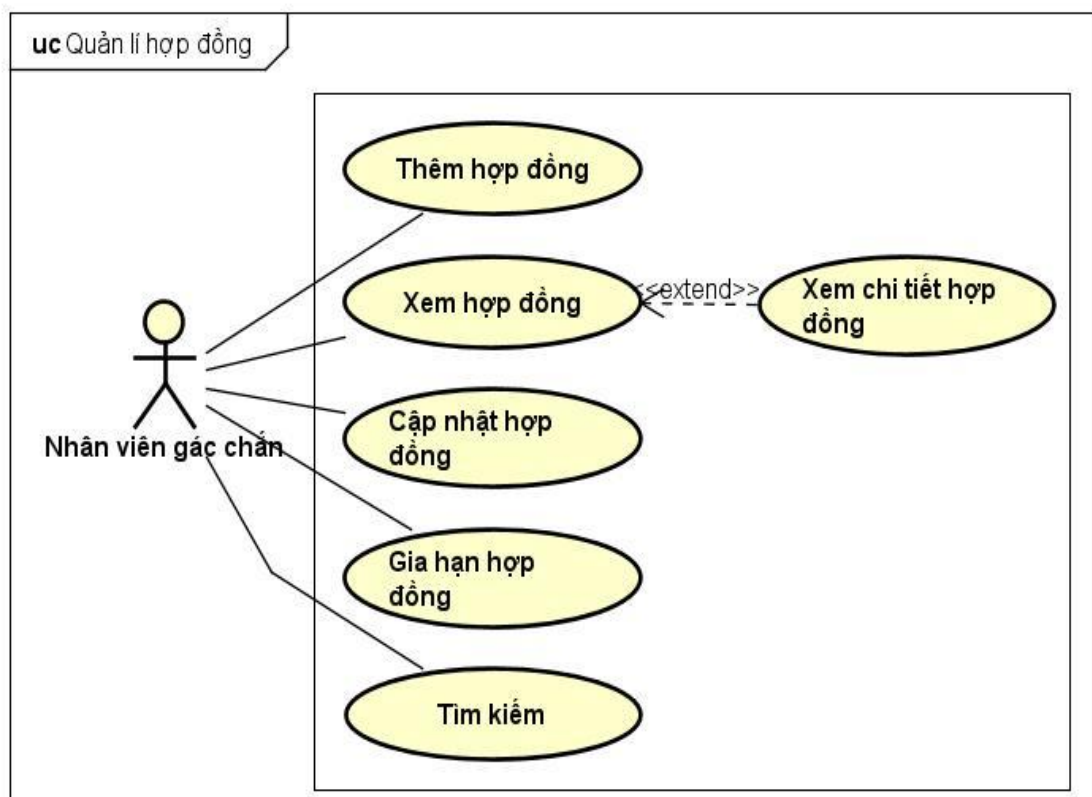 uc Quản lí hợp đồng
Thêm hợp đồng
Xem hợp đồng
<<extend>>
Xem chi tiết hợp
đồng
Nhân viên gác chắn
Cập nhật hợp
đồng
Gia hạn hợp
đồng
Tìm kiếm